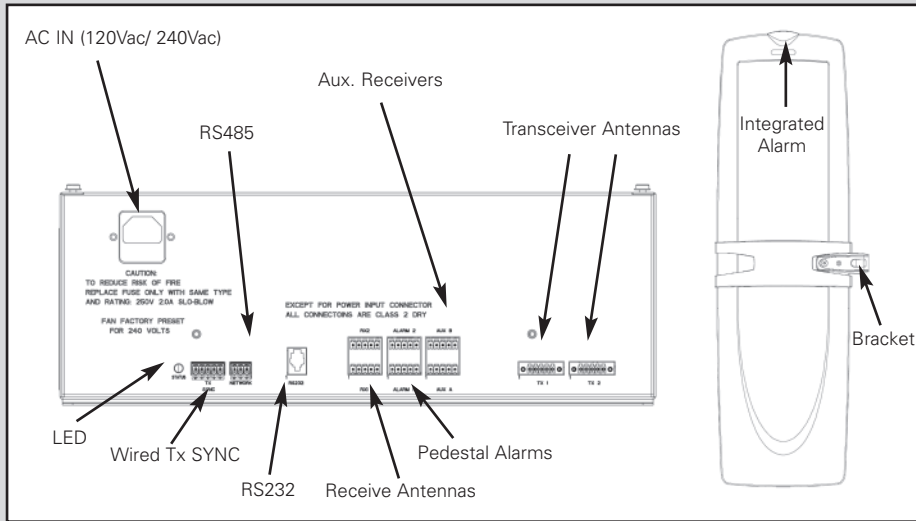 AC IN (120Vac/ 240Vac)
Aux. Receivers
RS485
Transceiver Antennas
Integrated
Alarm
CAUTION:
TO REDUCE RISK OF FIRE
REPLACE FUSE ONLY WITH SAME TYPE
AND RATING: 250V 2.0A SLO-BLOW
FAN FACTORY PRESET
FOR 240 VOLTS
EXCEPT FOR POWER INPUT CONNECTOR
ALL CONNECTIONS ARE CLASS 2 DRY
RX2
ALARM 2
AUX B
Bracket
STATUS
TX
SYNC
NETWORK
RS232
ALARM
AUX A
TX 1
TX 2
LED
Wired Tx SYNC
Pedestal Alarms
RS232
Receive Antennas